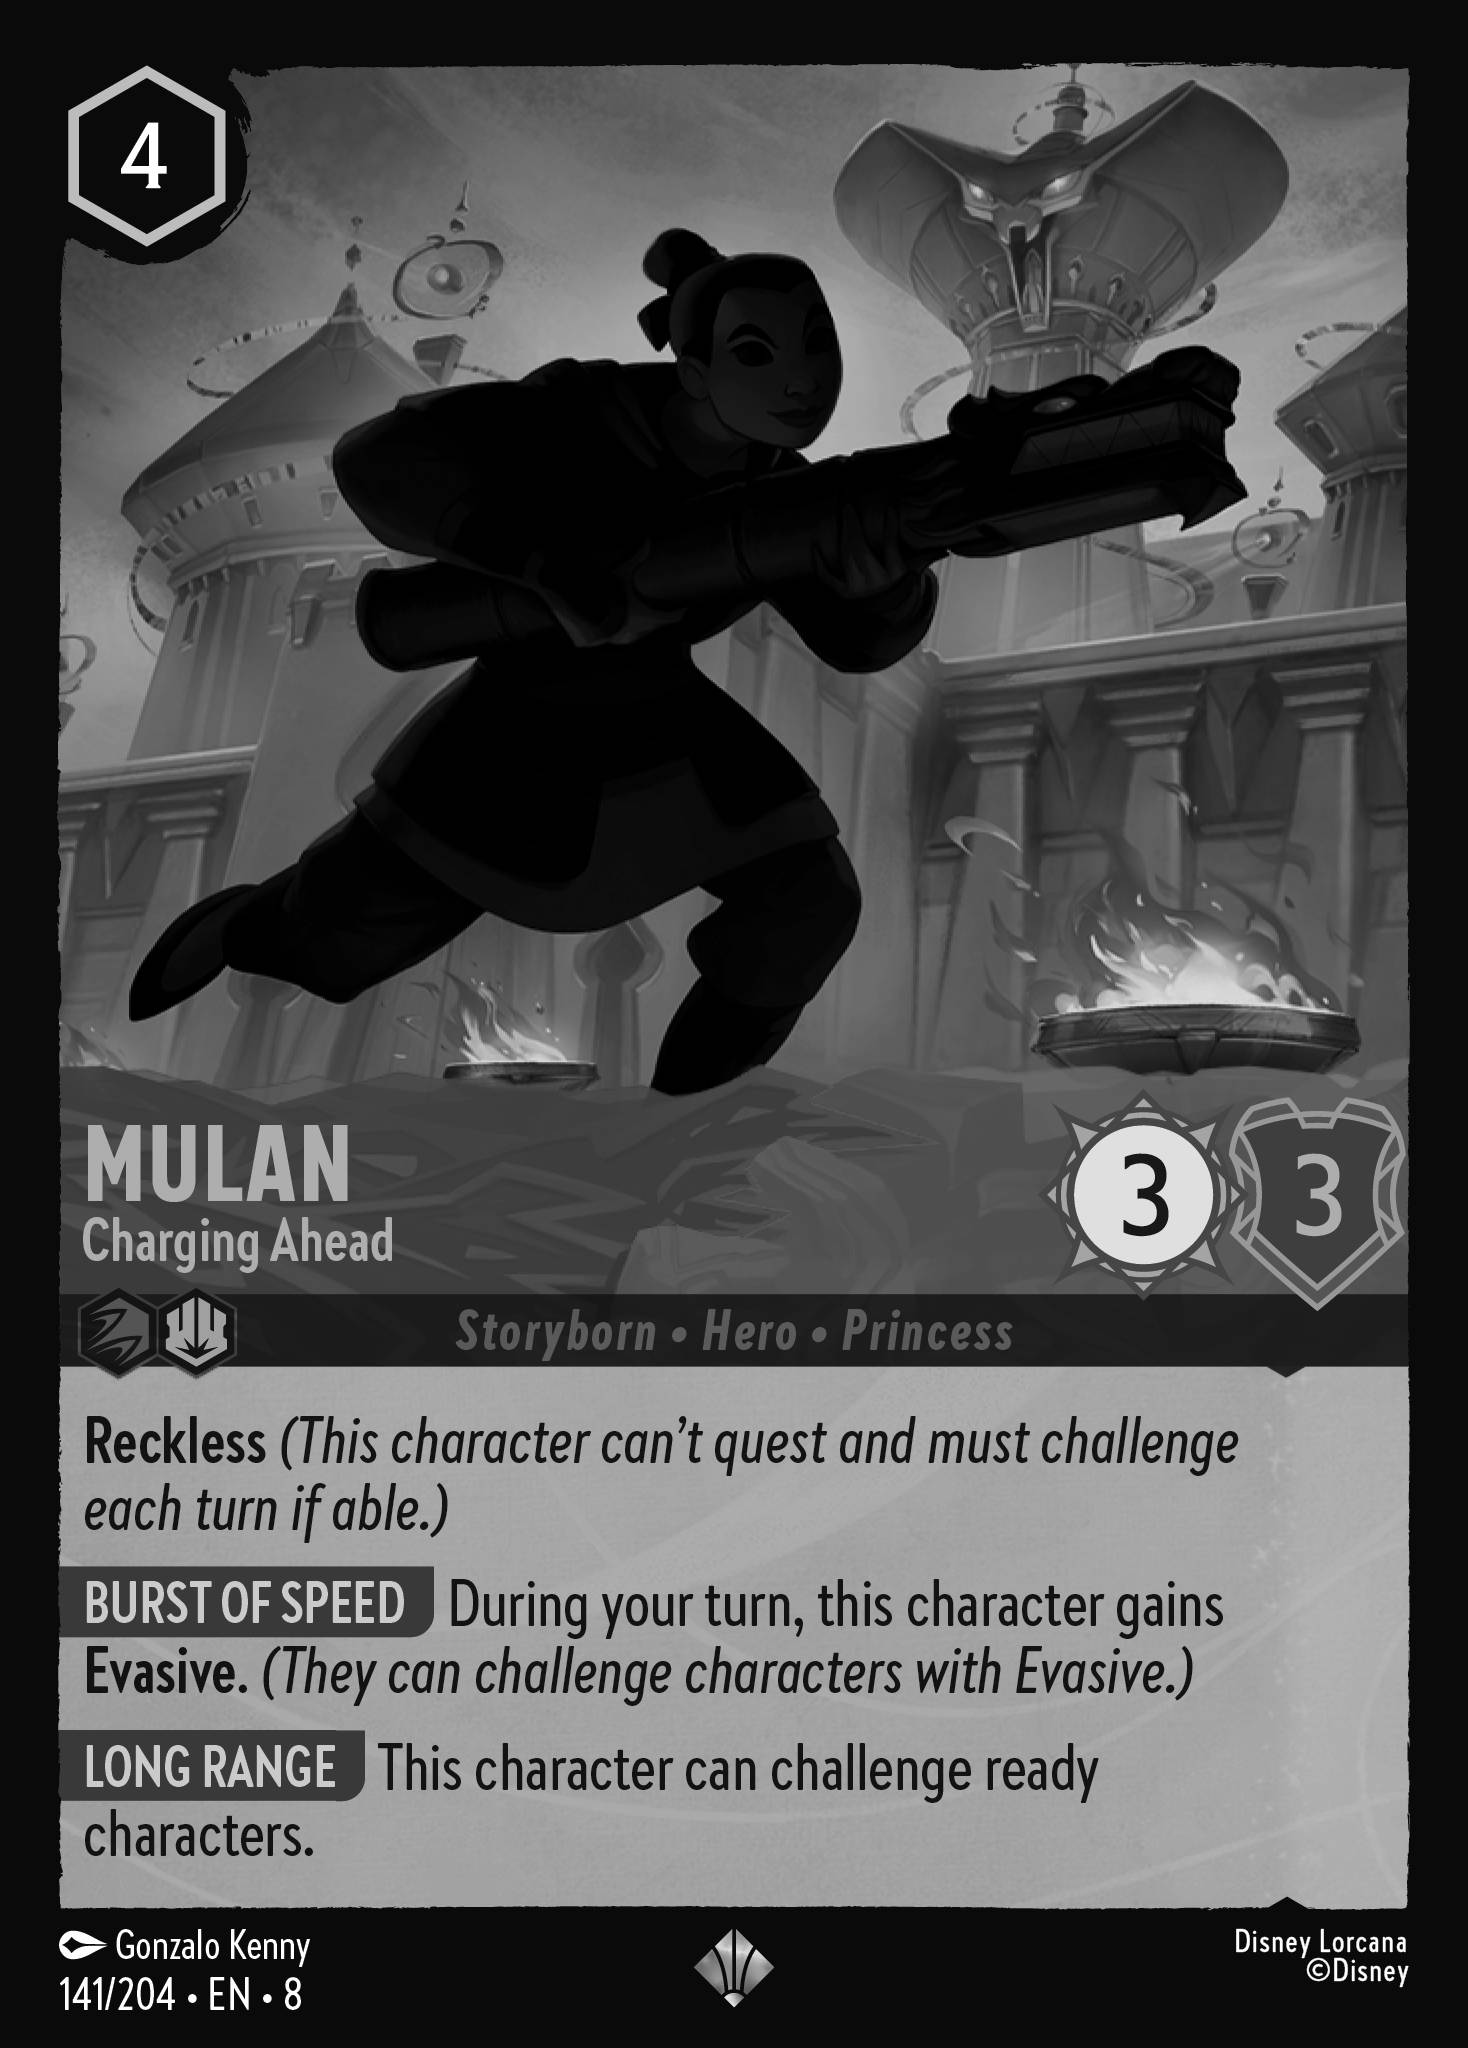 4
MULAN
Charging Ahead
3
3
Storyborn • Hero • Princess
Reckless (This character can’t quest and must challenge
each turn if able.)
BURST OF SPEED During your turn, this character gains
Evasive. (They can challenge characters with Evasive.)
LONG RANGE This character can challenge ready
characters.
Gonzalo Kenny
141/204 • EN • 8
Disney Lorcana
©Disney